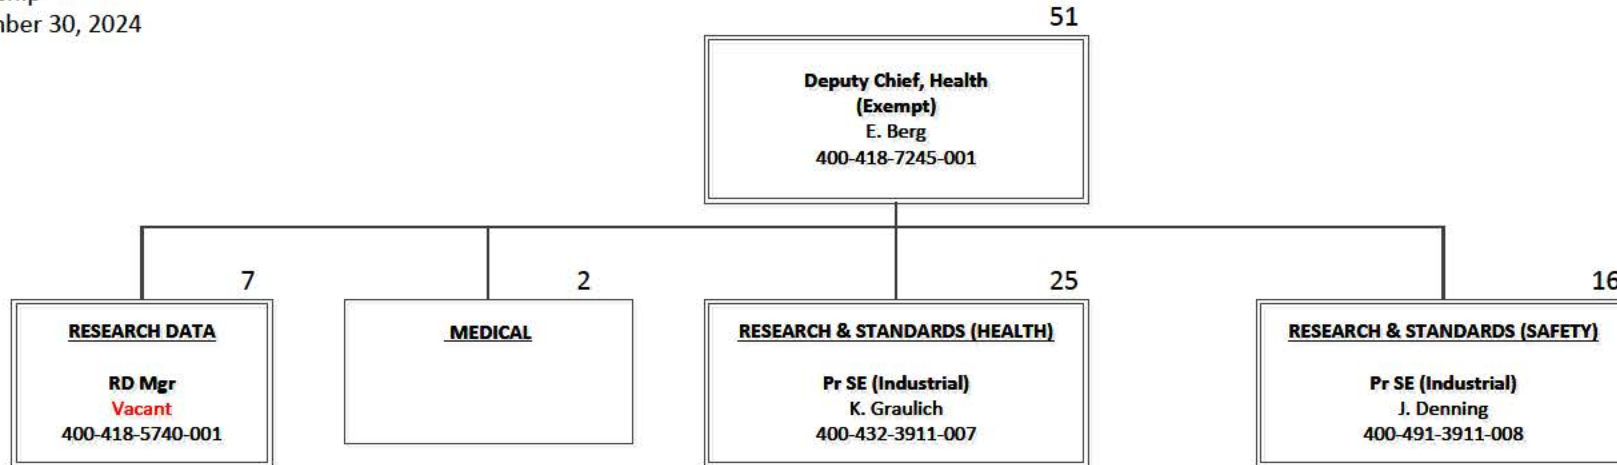 30, 2024
51
Deputy Chief, Health
(Exempt)
E. Berg
400-418-7245-001
7
RESEARCH DATA
RD Mgr
Vacant
400-418-5740-001
2
MEDICAL
25
RESEARCH & STANDARDS (HEALTH)
Pr SE (Industrial)
K. Graulich
400-432-3911-007
16
RESEARCH & STANDARDS (SAFETY)
Pr SE (Industrial)
J. Denning
400-491-3911-008